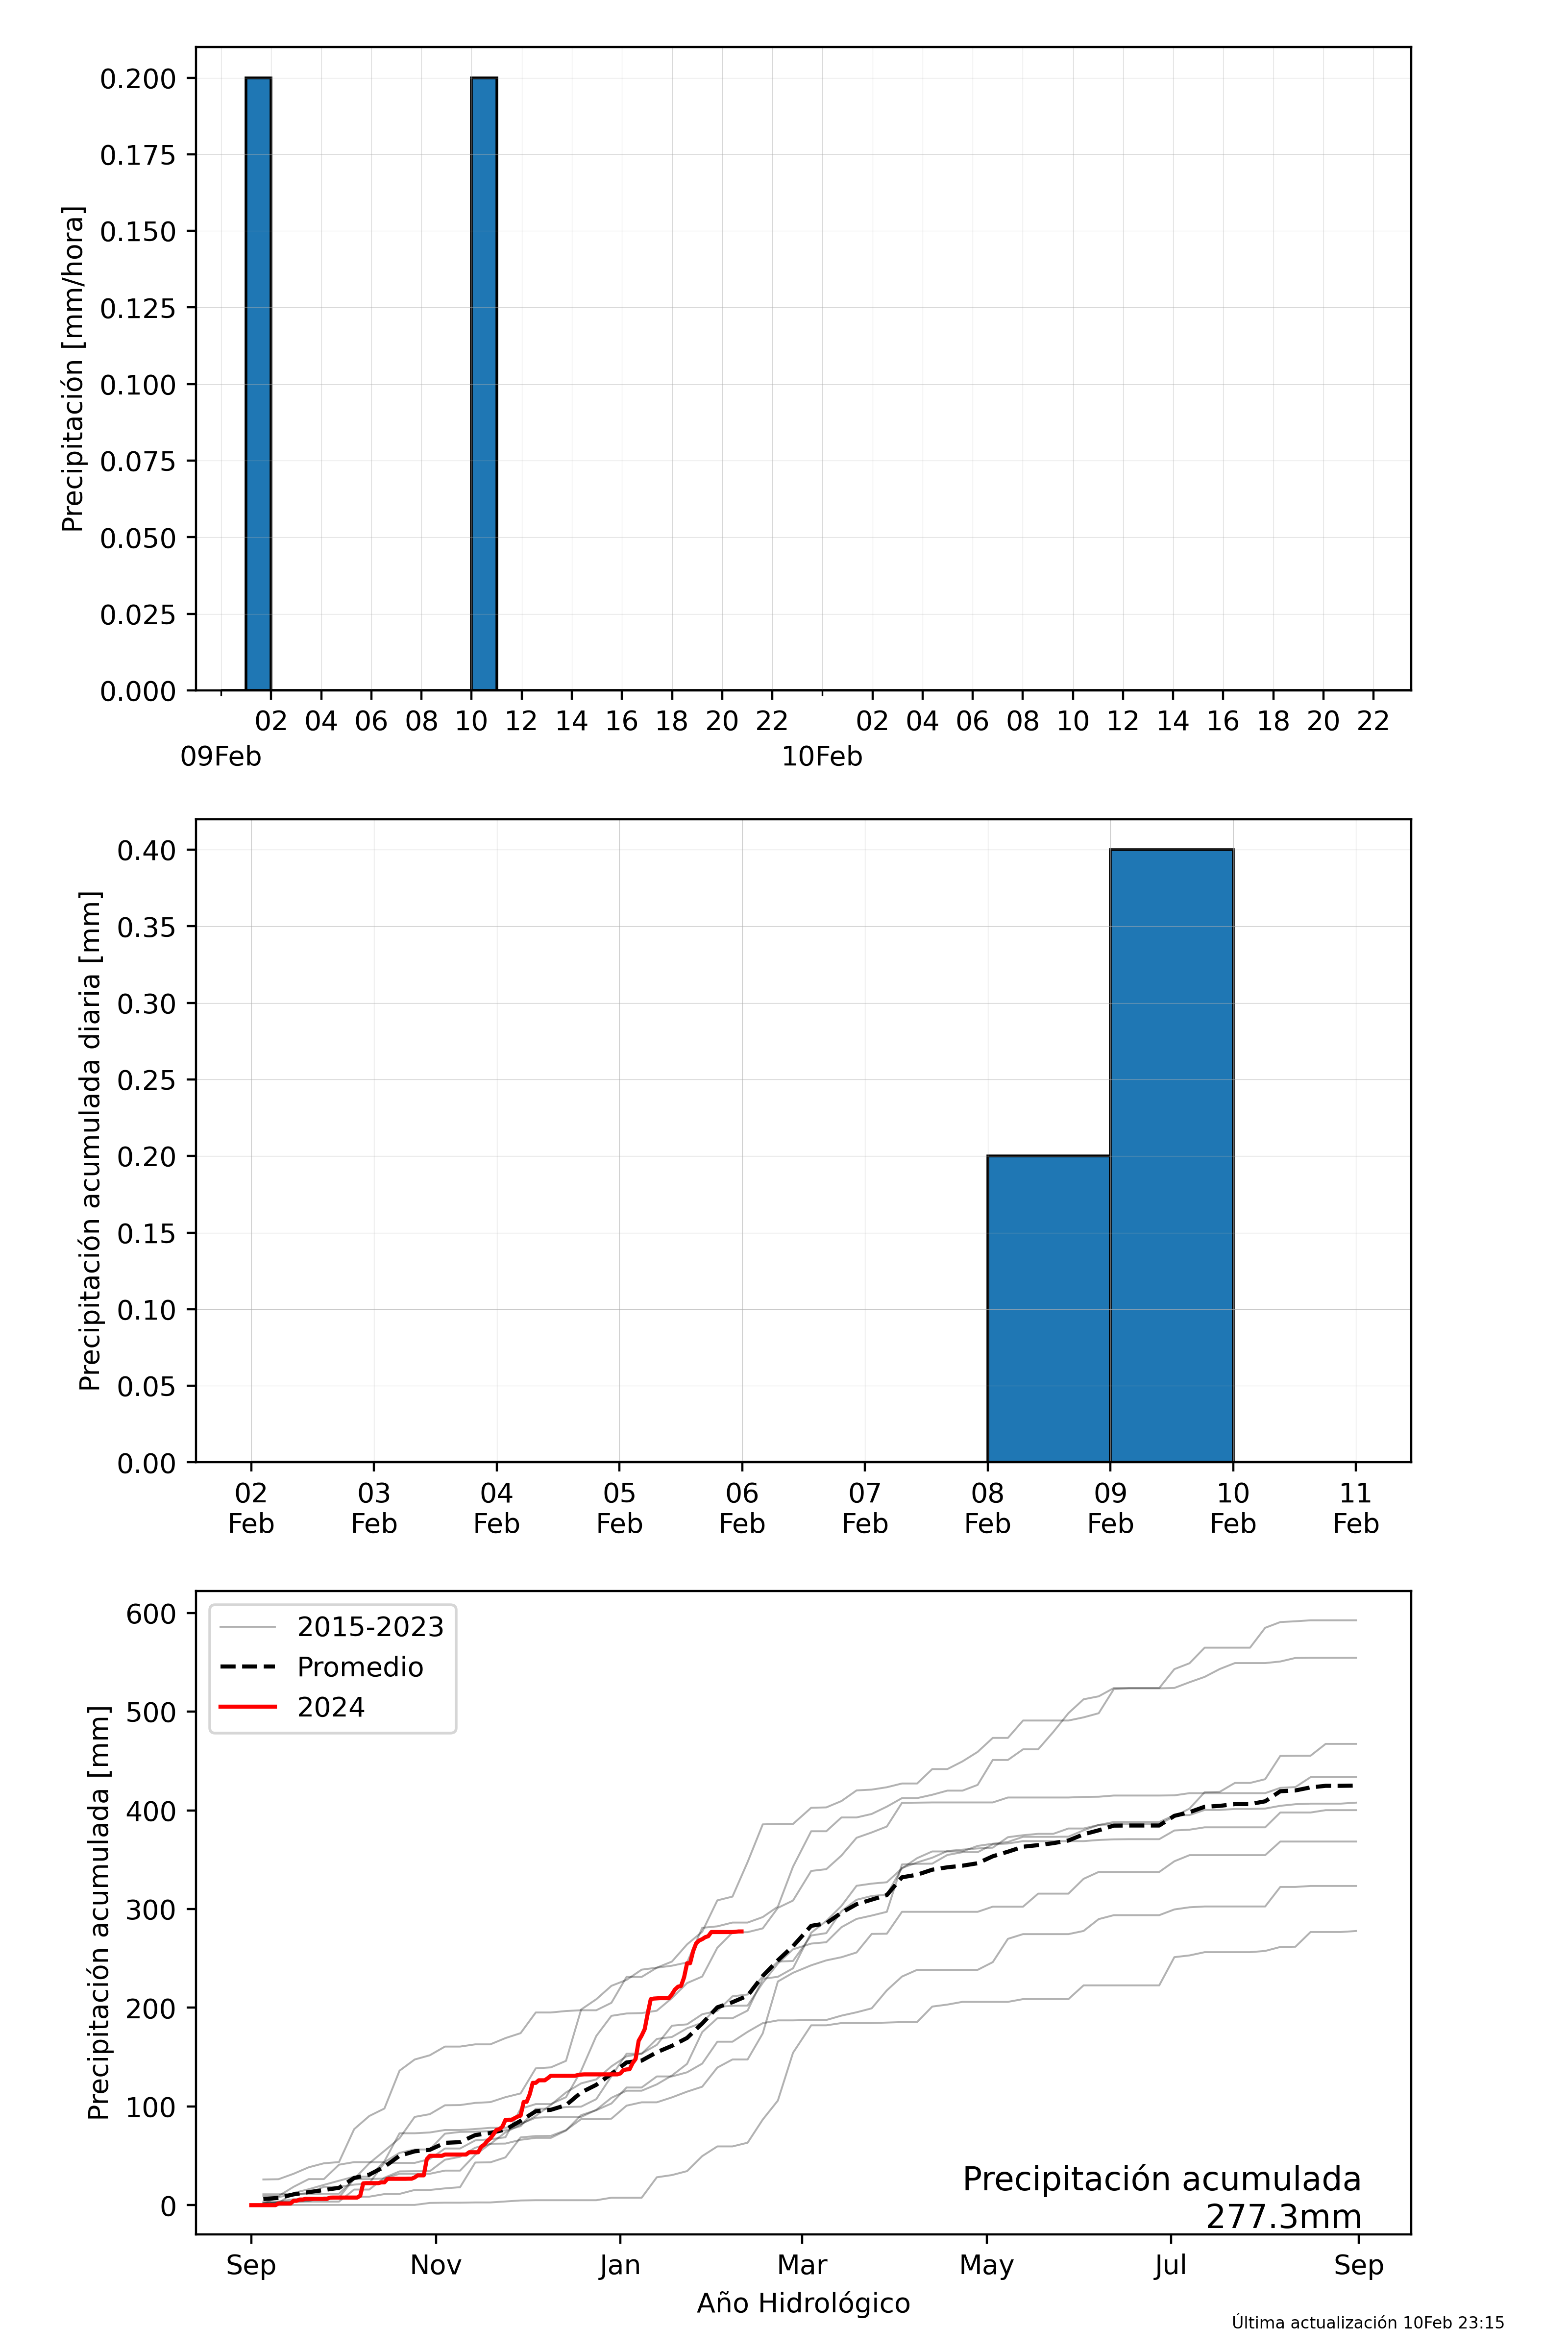 0.200
0.175
0.150
0.125
0.100
0.075
0.050
0.025
0.000
Precipitación [mm/hora]
02 04 06 08 10 12 14 16 18 20 22 02 04 06 08 10 12 14 16 18 20 22
09Feb 10Feb
0.40
0.35
0.30
0.25
0.20
0.15
0.10
0.05
0.00
Precipitación acumulada diaria [mm]
02 03 04 05 06 07 08 09 10 11
Feb Feb Feb Feb Feb Feb Feb Feb Feb Feb
600
500
400
300
200
100
0
Precipitación acumulada [mm]
2015-2023
Promedio
2024
Precipitación acumulada
277.3mm
Sep Nov Jan Mar May Jul Sep
Año Hidrológico
Última actualización 10Feb 23:15